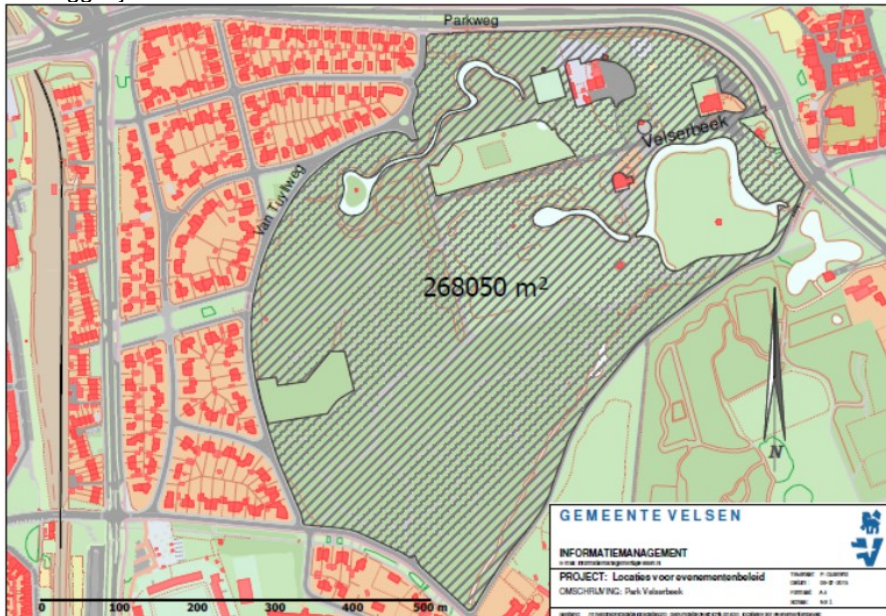 Parkweg
Velserbeek
Van Tuyllweg
268050 m²
N
0 100 200 300 400 500 m
GEMEENTE VELSEN
INFORMATIEMANAGEMENT
PROJECT: Locaties voor evenementenbeleid
OMSCHRIJVING: Park Velserbeek